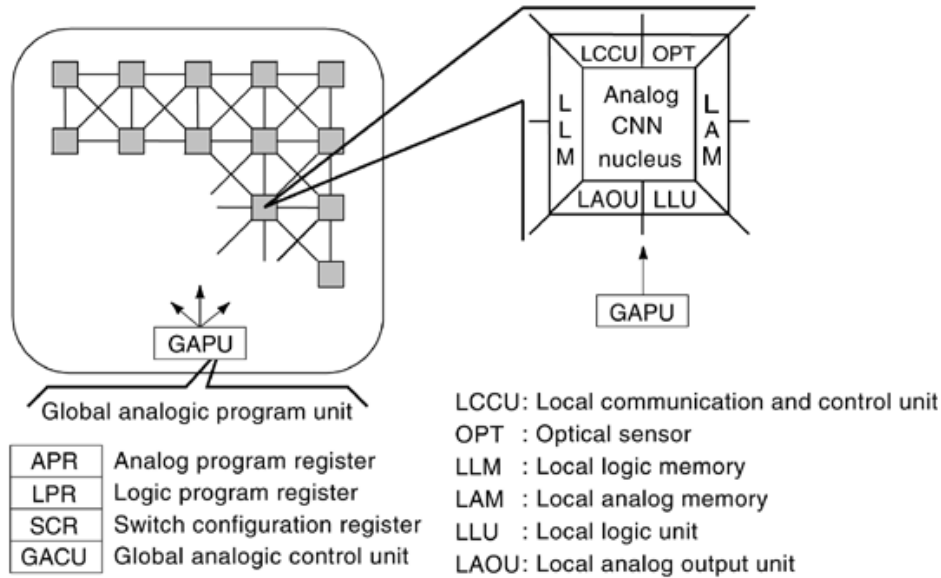 GAPU
Global analogic program unit
APR Analog program register
LPR Logic program register
SCR Switch configuration register
GACU Global analogic control unit
LCCU OPT
LLM
Analog
CNN
nucleus
LAM
LAOU LLU
GAPU
LCCU: Local communication and control unit
OPT : Optical sensor
LLM : Local logic memory
LAM : Local analog memory
LLU : Local logic unit
LAOU: Local analog output unit